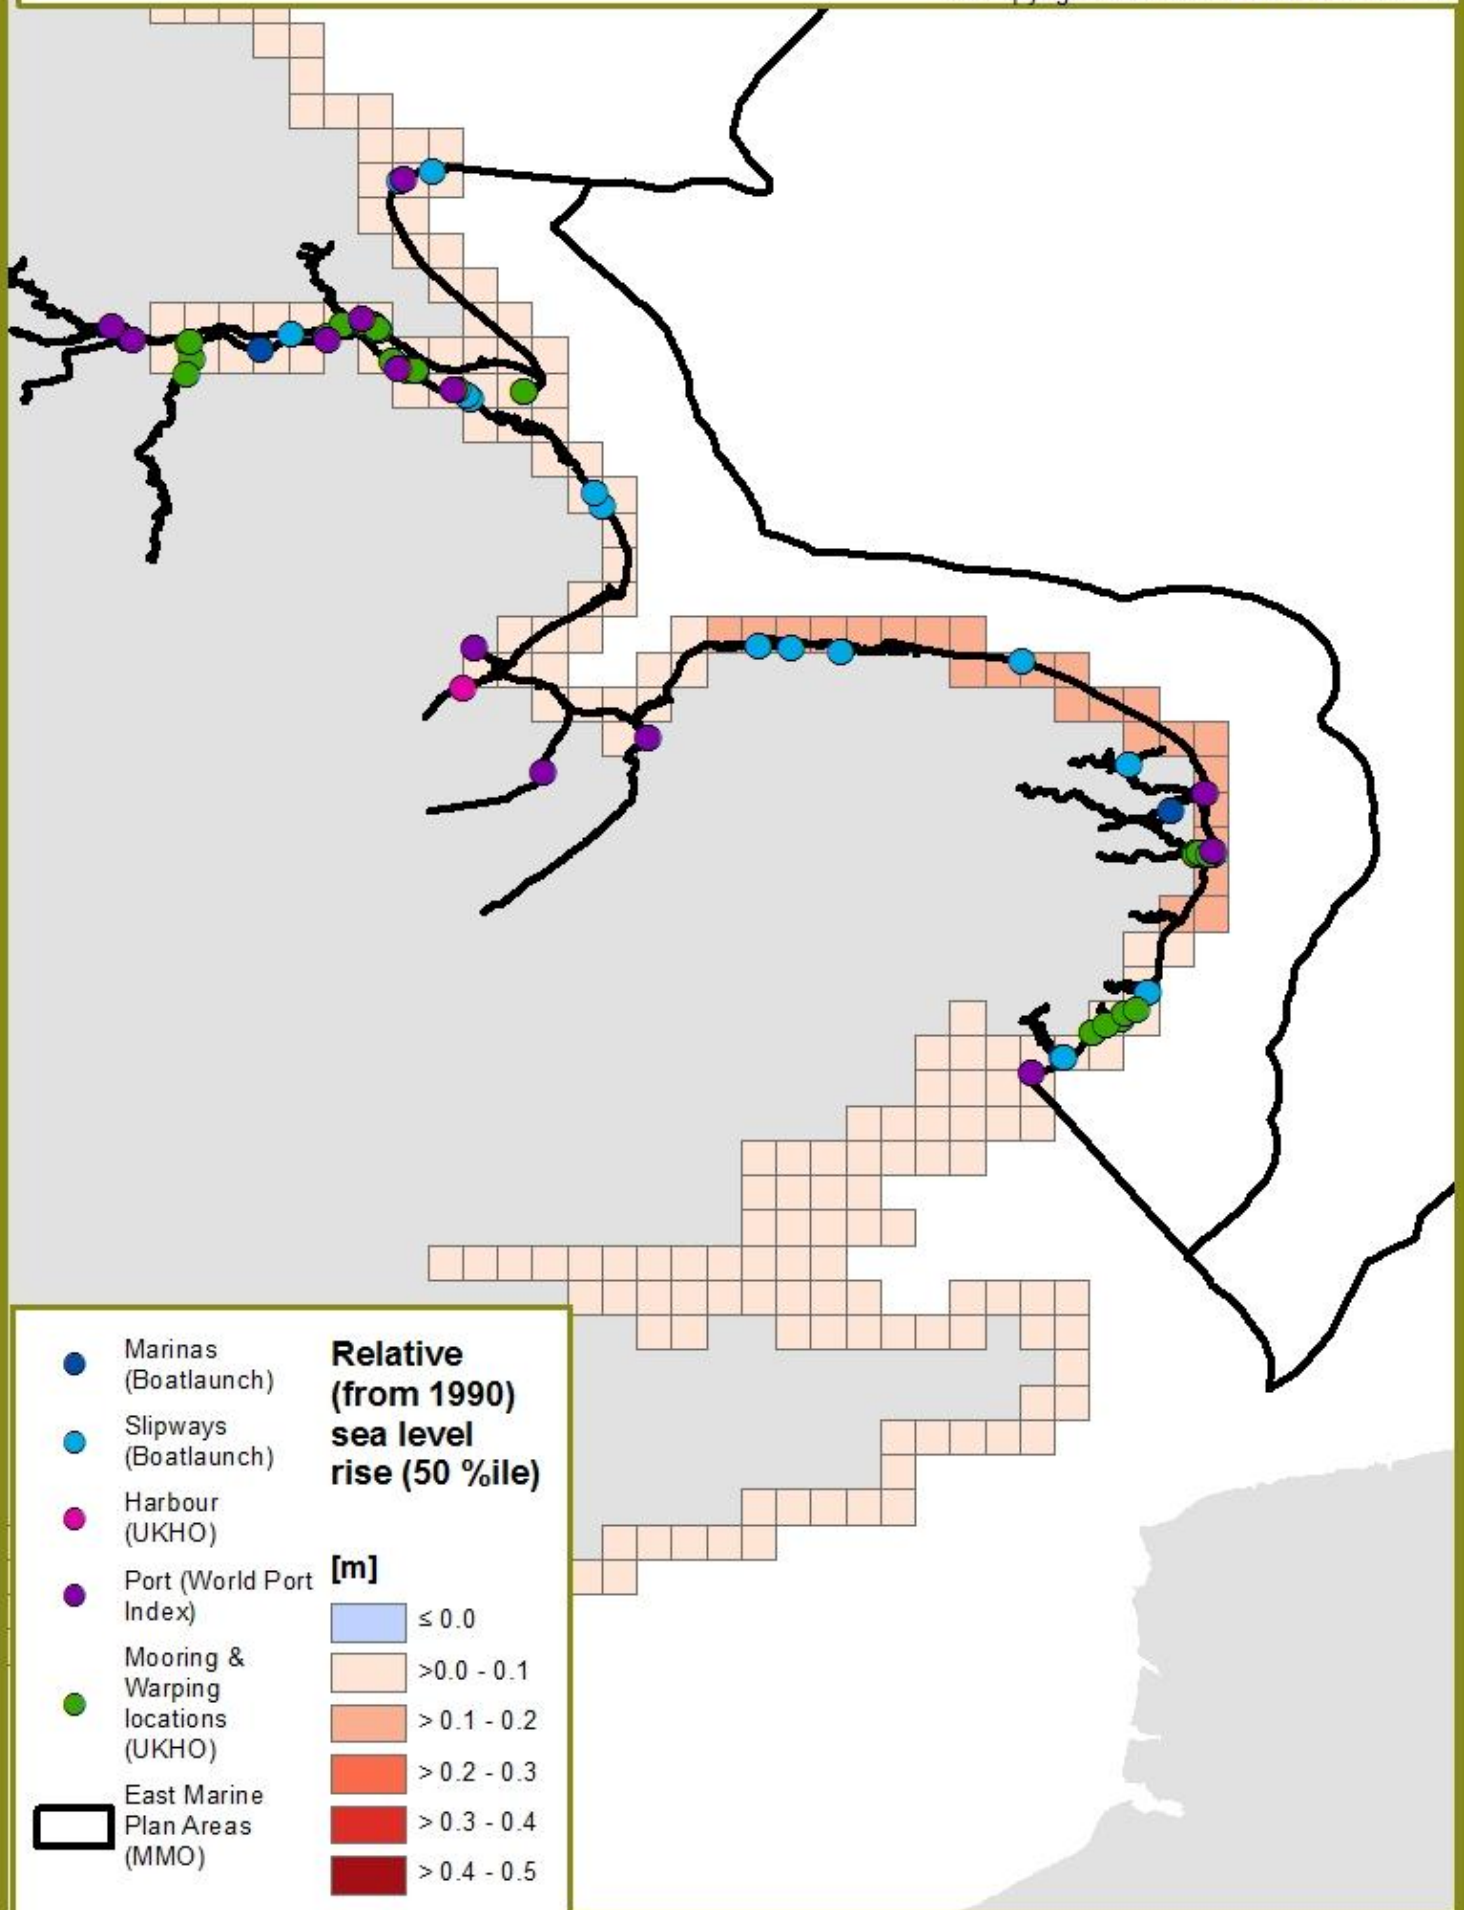 Marinas
(Boatlaunch)
Slipways
(Boatlaunch)
Harbour
(UKHO)
Port (World Port
Index)
Mooring &
Warping
locations
(UKHO)
East Marine
Plan Areas
(MMO)
Relative
(from 1990)
sea level
rise (50 %ile)
[m]
≤ 0.0
>0.0 - 0.1
> 0.1 - 0.2
> 0.2 - 0.3
> 0.3 - 0.4
> 0.4 - 0.5